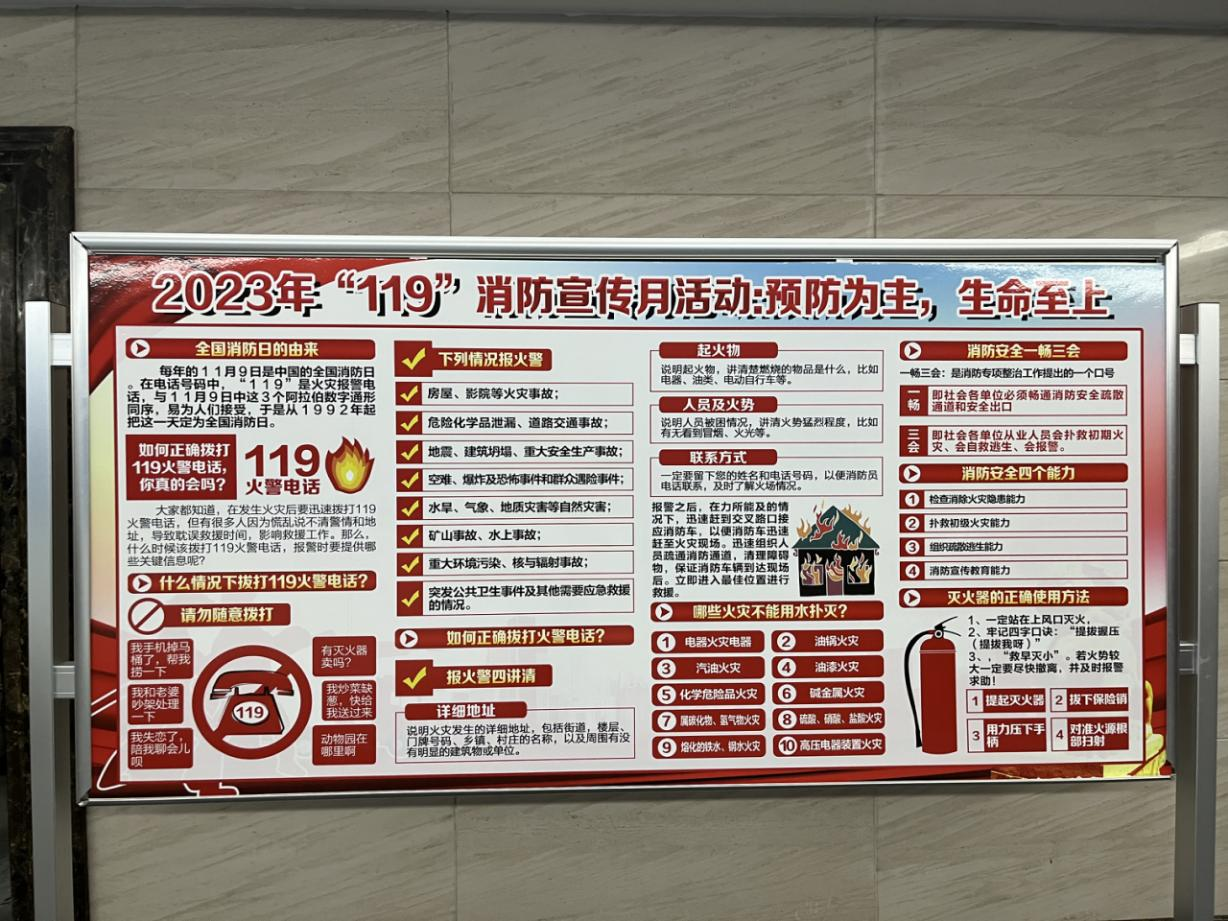 2023年“119”消防宣传月活动:预防为主，生命至上
全国消防日的由来
每年的11月9日是中国的全国消防日
。在电话号码中，“119”是火灾报警电
话，与11月9日中这3个阿拉伯数字通形
同序，易为人们接受，于是从1992年起
把这一天定为全国消防日。
如何正确拨打
119火警电话，
你真的会吗？
119
火警电话
大家都知道，在发生火灾后要迅速拨打119
火警电话，但有很多人因为慌乱说不清警情和地
址，导致耽误救援时间，影响救援工作。那么，
什么时候该拨打119火警电话，报警时要提供哪
些关键信息呢？
什么情况下拨打119火警电话？
请勿随意拨打
我手机掉马
桶了，帮我
捞一下
我和老婆
吵架处理
一下
我失恋了，
陪我聊会儿
呗
119
有灭火器
卖吗？
我炒菜缺
葱，快给
我送过来
动物园在
哪里啊
下列情况报火警
房屋、影院等火灾事故；
危险化学品泄漏、道路交通事故；
地震、建筑坍塌、重大安全生产事故；
空难、爆炸及恐怖事件和群众遇险事件；
水旱、气象、地质灾害等自然灾害；
矿山事故、水上事故；
重大环境污染、核与辐射事故；
突发公共卫生事件及其他需要应急救援
的情况。
如何正确拨打火警电话？
报火警四讲清
详细地址
说明火灾发生的详细地址，包括街道，楼层、
门牌号码、乡镇、村庄的名称，以及周围有没
有明显的建筑物或单位。
起火物
说明起火物，讲清楚燃烧的物品是什么，比如
电器、油类、电动自行车等。
人员及火势
说明人员被困情况，讲清火势猛烈程度，比如
有无看到冒烟、火光等。
联系方式
一定要留下您的姓名和电话号码，以便消防员
电话联系，及时了解火场情况。
报警之后，在力所能及的情
况下，迅速赶到交叉路口接
应消防车，以便消防车迅速
赶至火灾现场。迅速组织人
员疏通消防通道，清理障碍
物，保证消防车辆到达现场
后。立即进入最佳位置进行
救援。
哪些火灾不能用水扑灭？
1 电器火灾电器
2 油锅火灾
3 汽油火灾
4 油漆火灾
5 化学危险品火灾
6 碱金属火灾
7 属碳化物、氢气物火灾
8 硫酸、硝酸、盐酸火灾
9 熔化的铁水、钢水火灾
10 高压电器装置火灾
消防安全一畅三会
一畅三会：是消防专项整治工作提出的一个口号
一
畅
即社会各单位必须畅通消防安全疏散
通道和安全出口
三
会
即社会各单位从业人员会扑救初期火
灾、会自救逃生、会报警。
消防安全四个能力
1 检查消除火灾隐患能力
2 扑救初级火灾能力
3 组织疏散逃生能力
4 消防宣传教育能力
灭火器的正确使用方法
1、一定站在上风口灭火，
2、牢记四字口诀：“提拔握压
（提拔我呀）”
3、，“救早灭小”。若火势较
大一定要尽快撤离，并及时报警
求助！
1 提起灭火器
2 拔下保险销
3 用力压下手
柄
4 对准火源根
部扫射